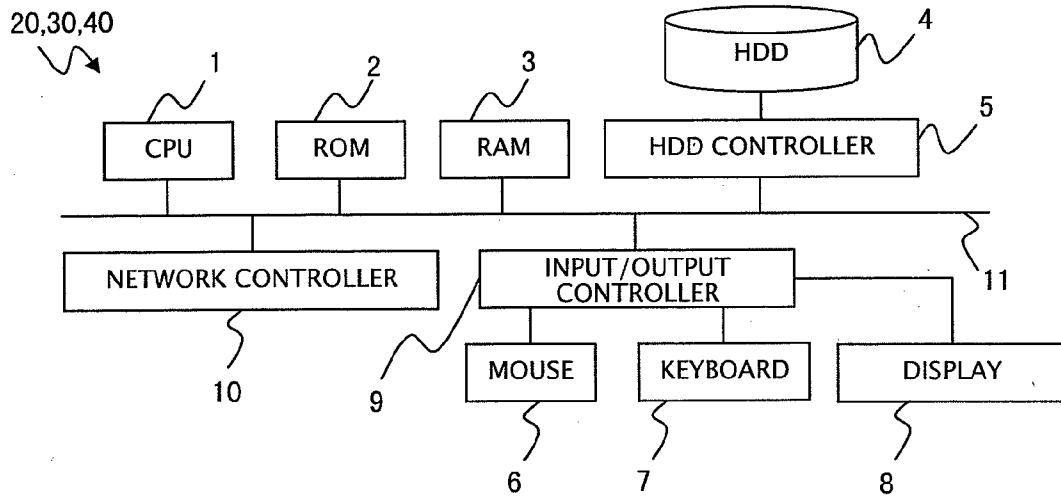 20,30,40
1
2
3
4
HDD
5
CPU
ROM
RAM
HDD CONTROLLER
11
NETWORK CONTROLLER
INPUT/OUTPUT
CONTROLLER
10
9
MOUSE
KEYBOARD
DISPLAY
6
7
8